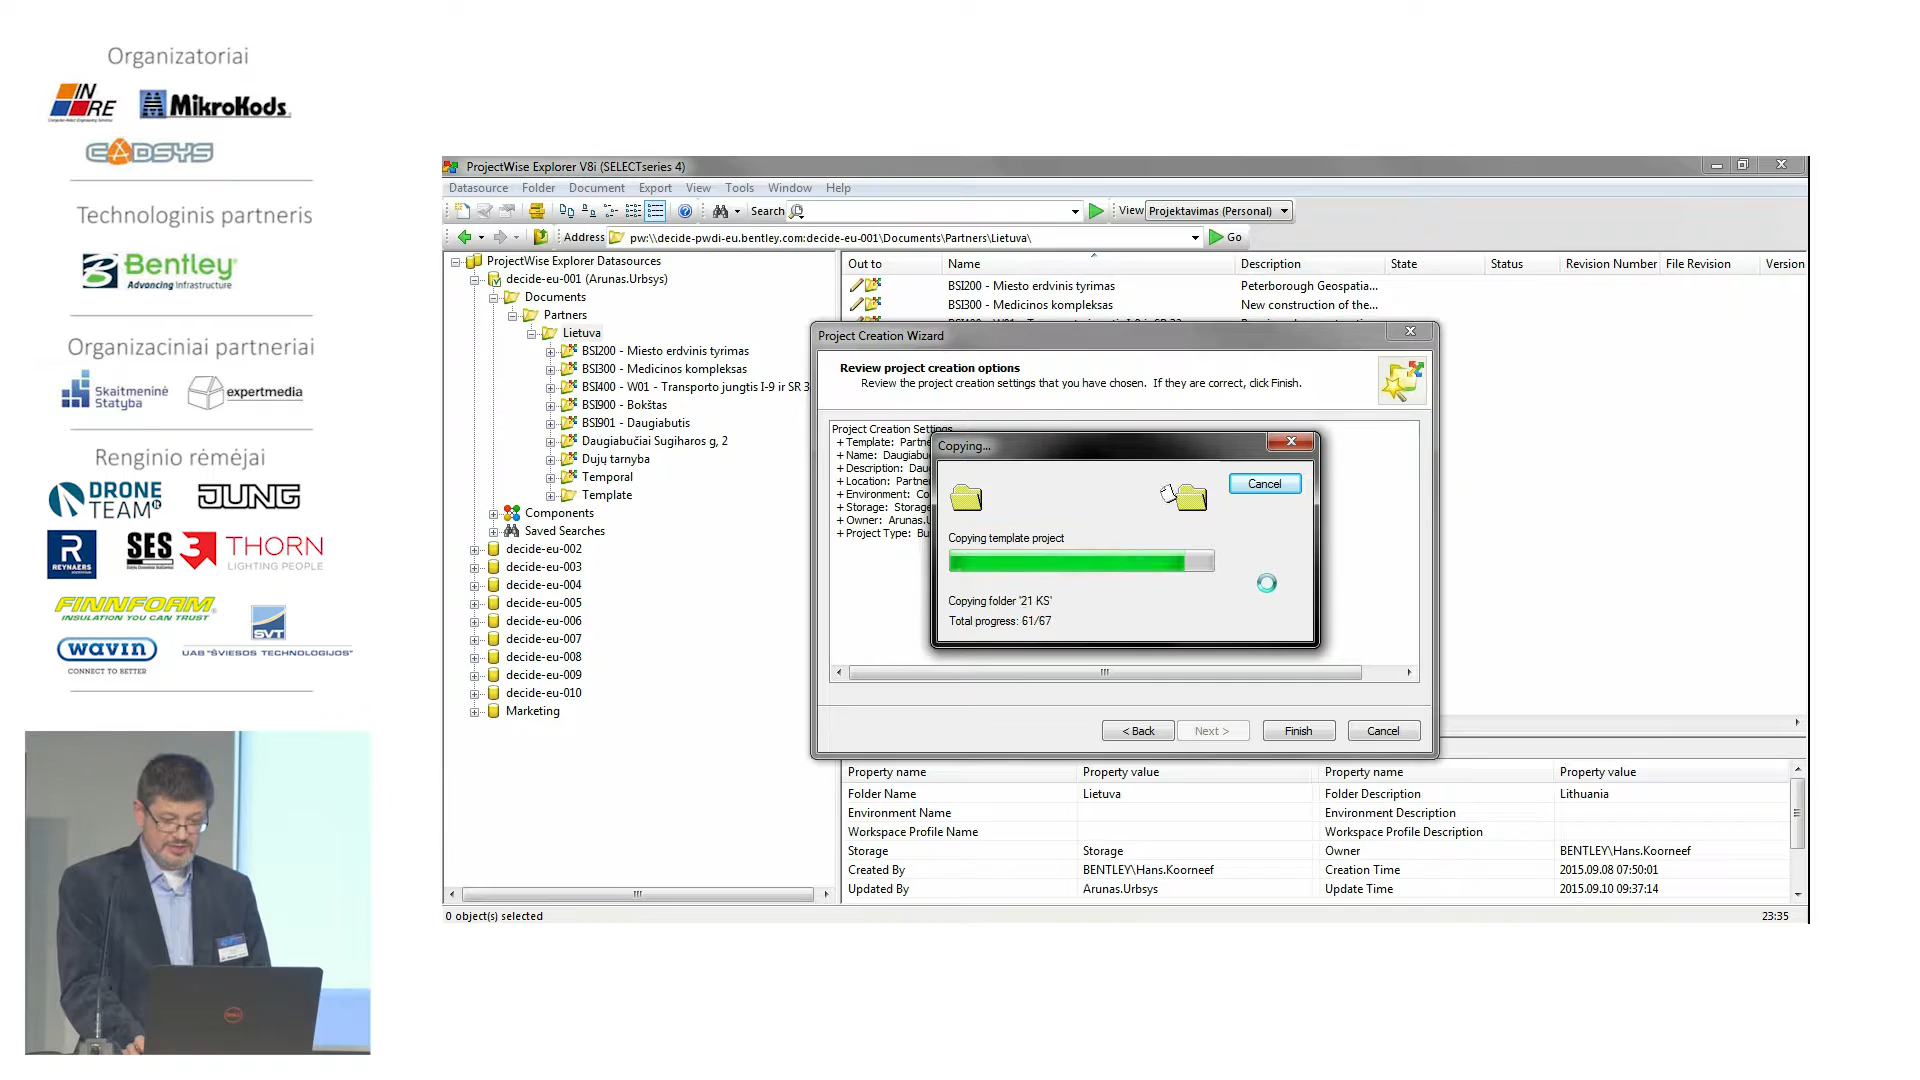 Organizatoriai
IN
RE
MikroKods
CADSYS
Technologinis partneris
Bentley
Advancing Infrastructure
Organizaciniai partneriai
Skaitmeninė
Statyba
expertmedia
Renginio rėmėjai
DRONE
TEAM lt
JUNG
R
REYNAERS
SES
THORN
LIGHTING PEOPLE
FINNFOAM
INSULATION YOU CAN TRUST
SVT
wavin
CONNECT TO BETTER
UAB "ŠVIESOS TECHNOLOGIJOS"
DELL
ProjectWise Explorer V8i (SELECTseries 4)
Datasource Folder Document Export View Tools Window Help
Search
View Projektavimas (Personal)
Address pw:\\decide-pwdi-eu.bentley.com:decide-eu-001\Documents\Partners\Lietuva\
Go
ProjectWise Explorer Datasources
decide-eu-001 (Arunas.Urbsys)
Documents
Partners
Lietuva
BSI200 - Miesto erdvinis tyrimas
BSI300 - Medicinos kompleksas
BSI400 - W01 - Transporto jungtis I-9 ir SR 3
BSI900 - Bokštas
BSI901 - Daugiabutis
Daugiabučiai Sugiharos g, 2
Dujų tarnyba
Temporal
Template
Components
Saved Searches
decide-eu-002
decide-eu-003
decide-eu-004
decide-eu-005
decide-eu-006
decide-eu-007
decide-eu-008
decide-eu-009
decide-eu-010
Marketing
Out to Name Description State Status Revision Number File Revision Version
BSI200 - Miesto erdvinis tyrimas Peterborough Geospatia...
BSI300 - Medicinos kompleksas New construction of the...
Project Creation Wizard
Review project creation options
Review the project creation settings that you have chosen. If they are correct, click Finish.
Project Creation Settings
+ Template: Partn
+ Name: Daugiabu
+ Description: Dau
+ Location: Partne
+ Environment: Co
+ Storage: Storage
+ Owner: Arunas.U
+ Project Type: Bu
Copying...
Cancel
Copying template project
Copying folder '21 KS'
Total progress: 61/67
< Back Next > Finish Cancel
Property name Property value Property name Property value
Folder Name Lietuva Folder Description Lithuania
Environment Name Environment Description
Workspace Profile Name Workspace Profile Description
Storage Storage Owner BENTLEY\Hans.Koorneef
Created By BENTLEY\Hans.Koorneef Creation Time 2015.09.08 07:50:01
Updated By Arunas.Urbsys Update Time 2015.09.10 09:37:14
0 object(s) selected
23:35